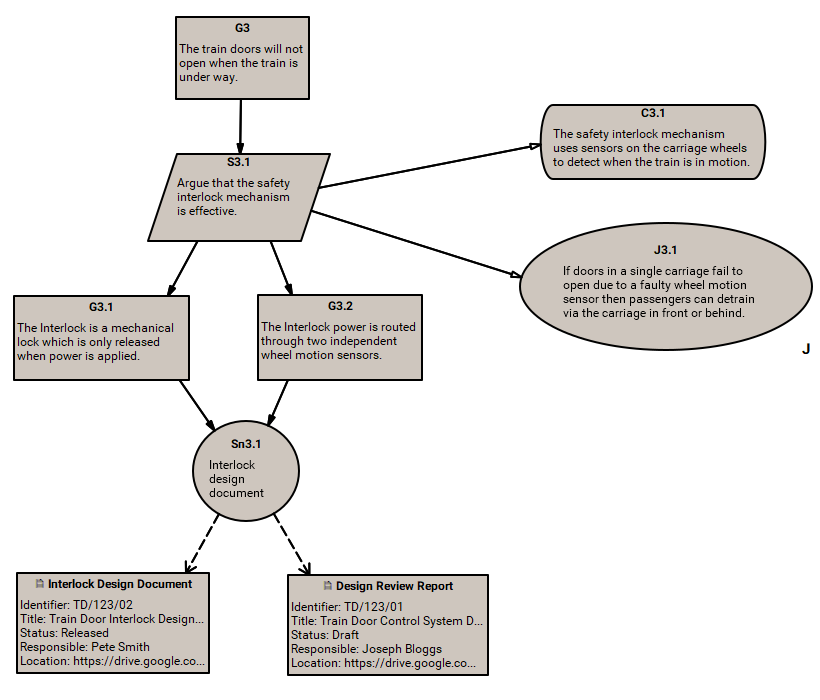 G3
The train doors will not
open when the train is
under way.
S3.1
Argue that the safety
interlock mechanism
is effective.
C3.1
The safety interlock mechanism
uses sensors on the carriage wheels
to detect when the train is in motion.
J3.1
If doors in a single carriage fail to
open due to a faulty wheel motion
sensor then passengers can detrain
via the carriage in front or behind.
J
G3.1
The Interlock is a mechanical
lock which is only released
when power is applied.
G3.2
The Interlock power is routed
through two independent
wheel motion sensors.
Sn3.1
Interlock
design
document
Interlock Design Document
Identifier: TD/123/02
Title: Train Door Interlock Design...
Status: Released
Responsible: Pete Smith
Location: https://drive.google.co...
Design Review Report
Identifier: TD/123/01
Title: Train Door Control System D...
Status: Draft
Responsible: Joseph Bloggs
Location: https://drive.google.co...